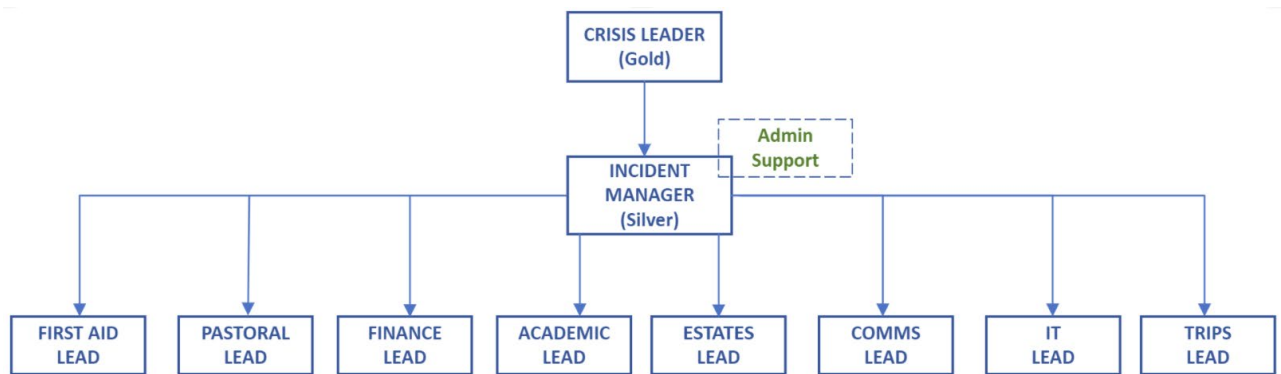 CRISIS LEADER
(Gold)
Admin
Support
INCIDENT
MANAGER
(Silver)
FIRST AID
LEAD
PASTORAL
LEAD
FINANCE
LEAD
ACADEMIC
LEAD
ESTATES
LEAD
COMMS
LEAD
IT
LEAD
TRIPS
LEAD